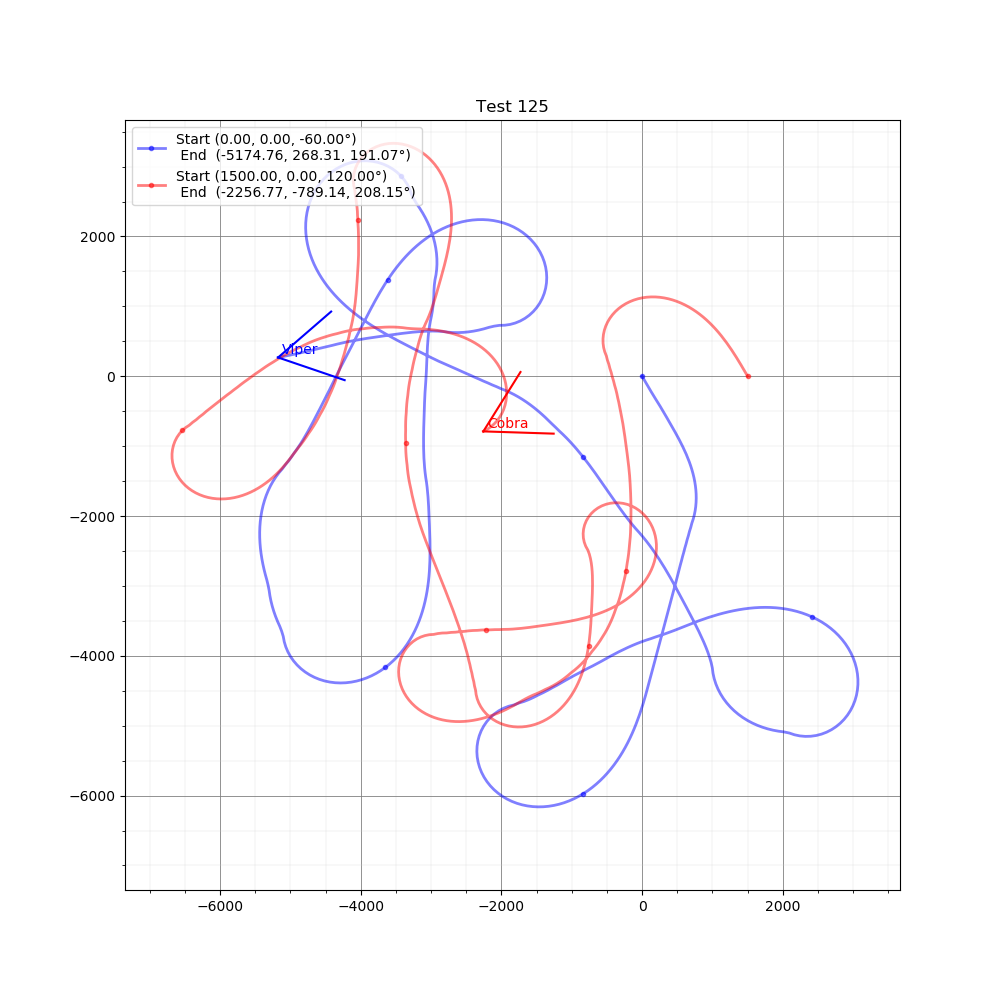 Test 125
Start (0.00, 0.00, -60.00°)
End (-5174.76, 268.31, 191.07°)
Start (1500.00, 0.00, 120.00°)
End (-2256.77, -789.14, 208.15°)
2000
0
−2000
−4000
−6000
Viper
Cobra
−6000
−4000
−2000
0
2000